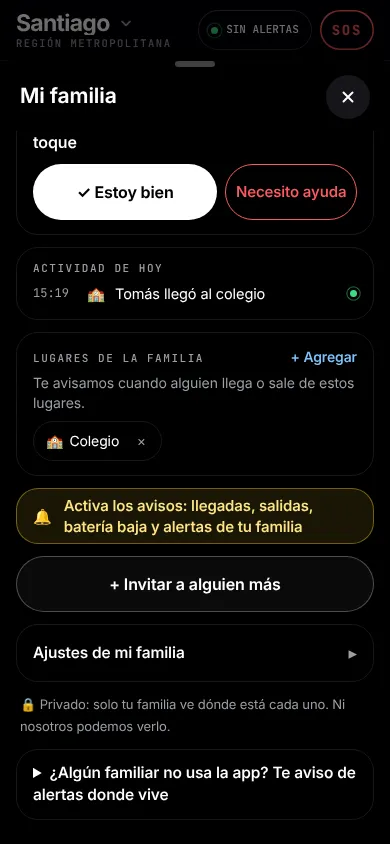 Santiago
REGIÓN METROPOLITANA
SIN ALERTAS
SOS
Mi familia
toque
✓ Estoy bien
Necesito ayuda
ACTIVIDAD DE HOY
15:19 Tomás llegó al colegio
LUGARES DE LA FAMILIA
+ Agregar
Te avisamos cuando alguien llega o sale de estos
lugares.
Colegio ×
Activa los avisos: llegadas, salidas,
batería baja y alertas de tu familia
+ Invitar a alguien más
Ajustes de mi familia
Privado: solo tu familia ve dónde está cada uno. Ni
nosotros podemos verlo.
¿Algún familiar no usa la app? Te aviso de
alertas donde vive